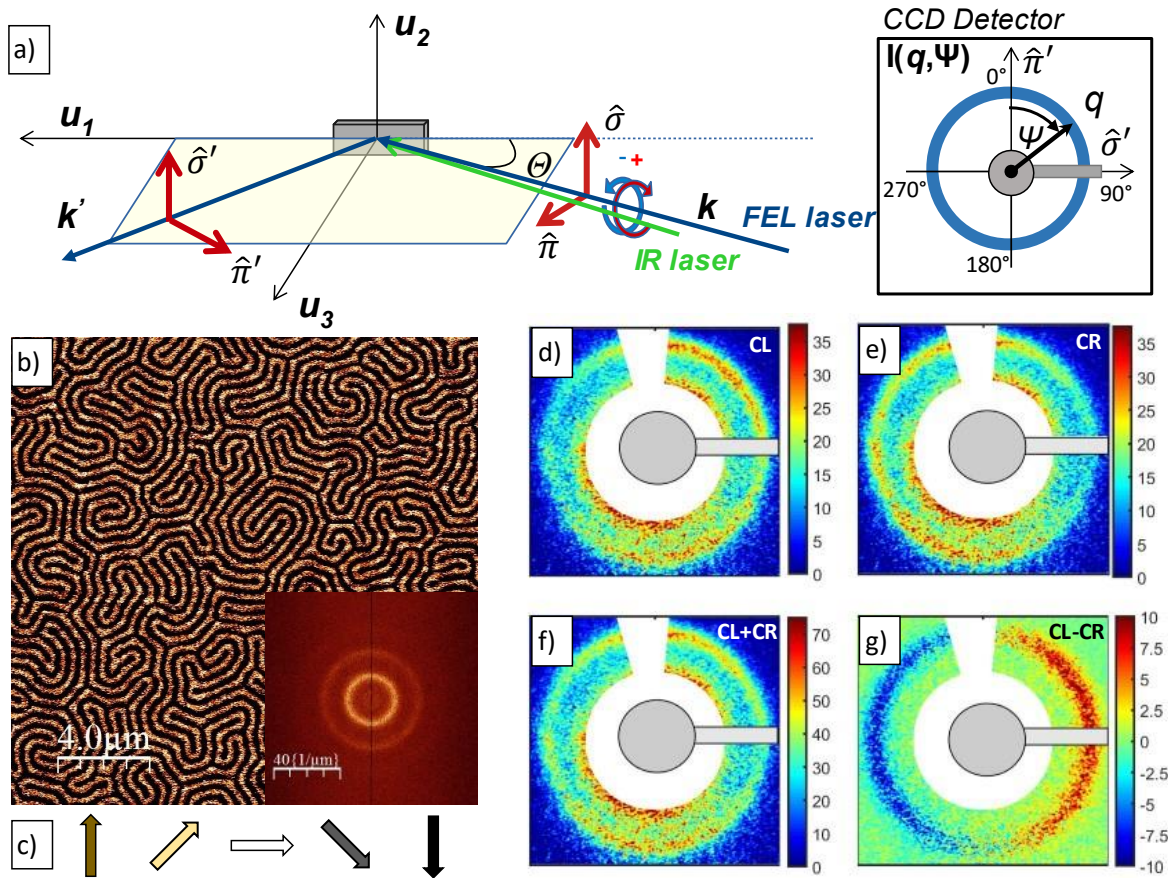 a)
u₂
u₁
u₃
σ̂
σ̂′
π̂
π̂′
Θ
- +
k
k’
FEL laser
IR laser
CCD Detector
I(q,Ψ)
π̂′
0°
q
Ψ
σ̂′
270°
90°
180°
b)
4.0µm
40{1/µm}
c)
d)
CL
35
30
25
20
15
10
5
0
e)
CR
35
30
25
20
15
10
5
0
f)
CL+CR
70
60
50
40
30
20
10
0
g)
CL-CR
10
7.5
5
2.5
0
-2.5
-5
-7.5
-10